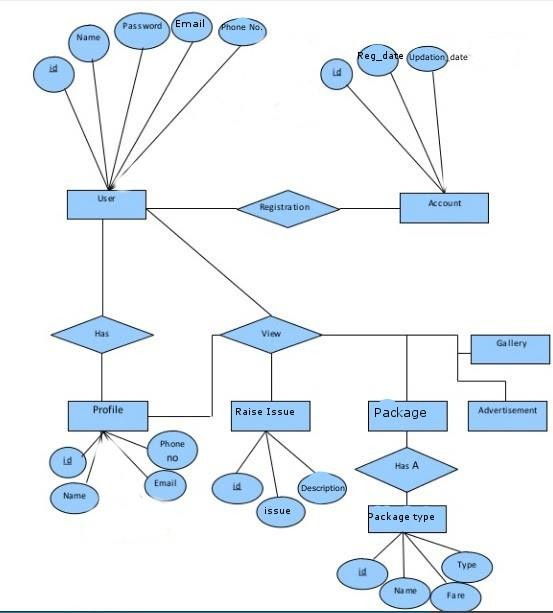 id
Name
Password
Email
Phone No.
id
Reg_date
Updation_date
User
Registration
Account
Has
View
Gallery
Profile
Raise Issue
Package
Advertisement
id
Name
Phone
no
Email
id
issue
Description
Has A
Package type
id
Name
Fare
Type